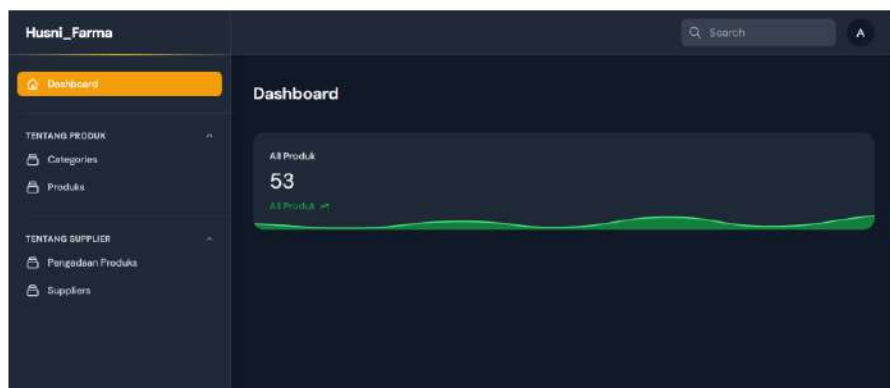 Husni_Farma
Search
A
Dashboard
Dashboard
TENTANG PRODUK
Categories
Produks
TENTANG SUPPLIER
Pengadaan Produks
Suppliers
All Produk
53
All Produk